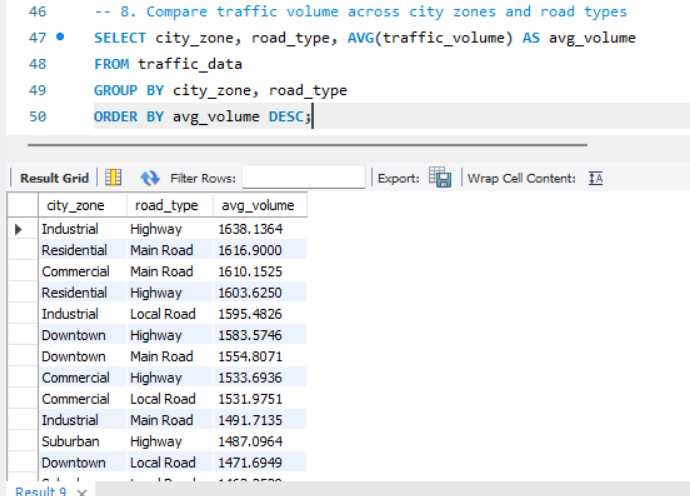 46 -- 8. Compare traffic volume across city zones and road types
47 SELECT city_zone, road_type, AVG(traffic_volume) AS avg_volume
48 FROM traffic_data
49 GROUP BY city_zone, road_type
50 ORDER BY avg_volume DESC;
Result Grid Filter Rows: Export: Wrap Cell Content:
city_zone road_type avg_volume
Industrial Highway 1638.1364
Residential Main Road 1616.9000
Commercial Main Road 1610.1525
Residential Highway 1603.6250
Industrial Local Road 1595.4826
Downtown Highway 1583.5746
Downtown Main Road 1554.8071
Commercial Highway 1533.6936
Commercial Local Road 1531.9751
Industrial Main Road 1491.7135
Suburban Highway 1487.0964
Downtown Local Road 1471.6949
Result 9